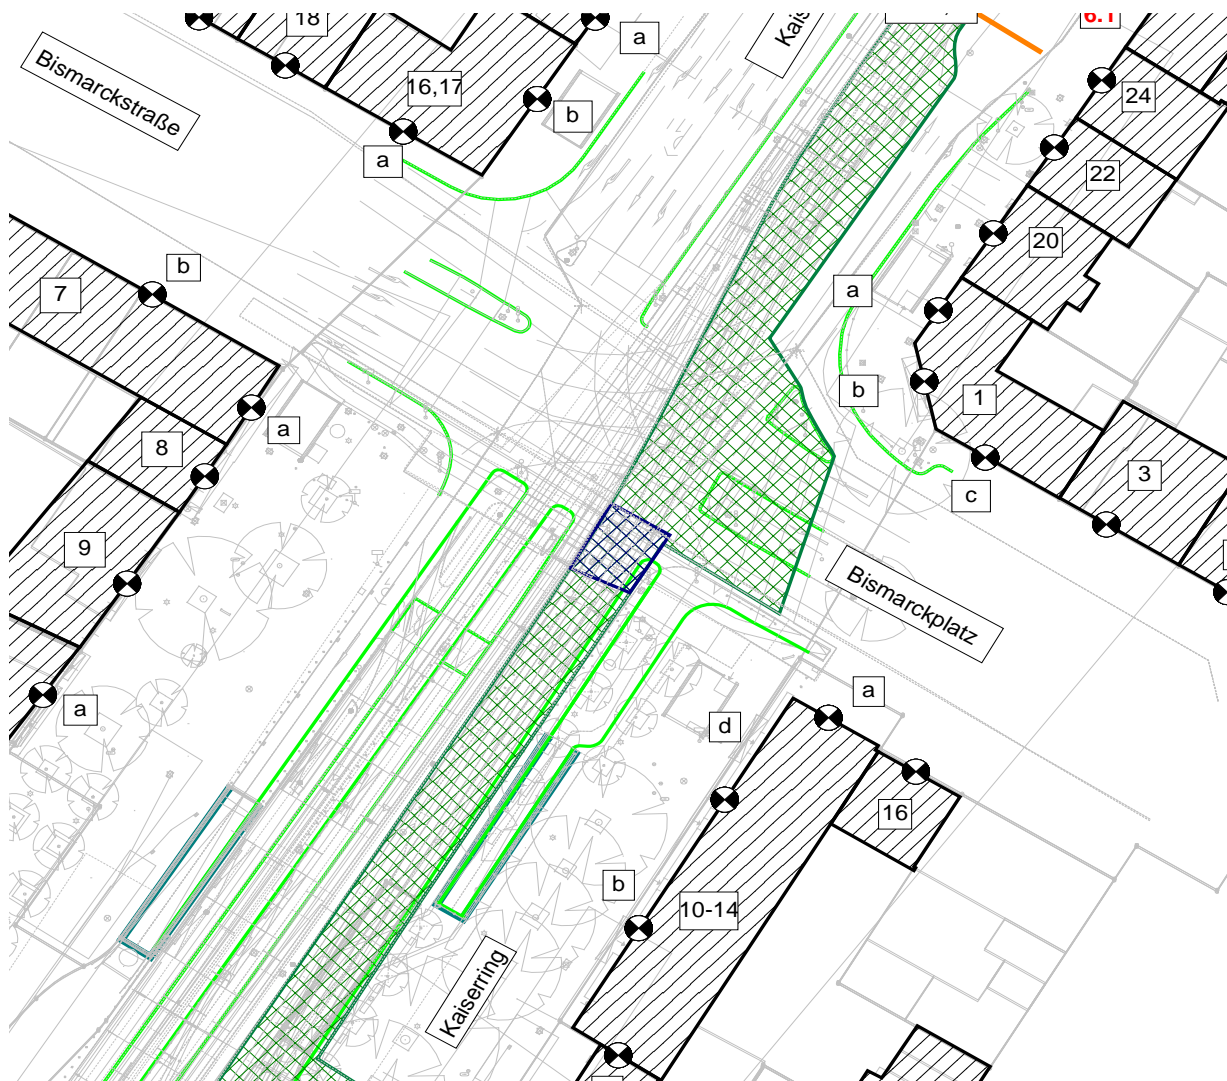 18
a
Kais
6.1
Bismarckstraße
16,17
b
a
24
22
20
b
7
a
a
b
1
8
c
3
9
Bismarckplatz
a
a
d
16
b
10-14
Kaiserring